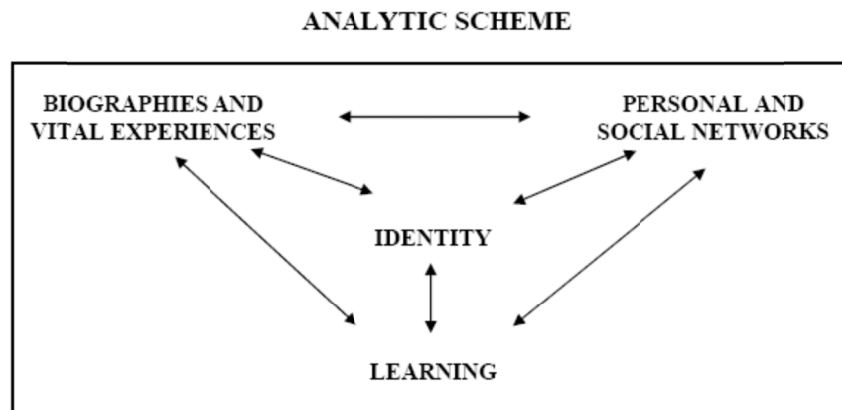 ANALYTIC SCHEME
BIOGRAPHIES AND
VITAL EXPERIENCES
PERSONAL AND
SOCIAL NETWORKS
IDENTITY
LEARNING